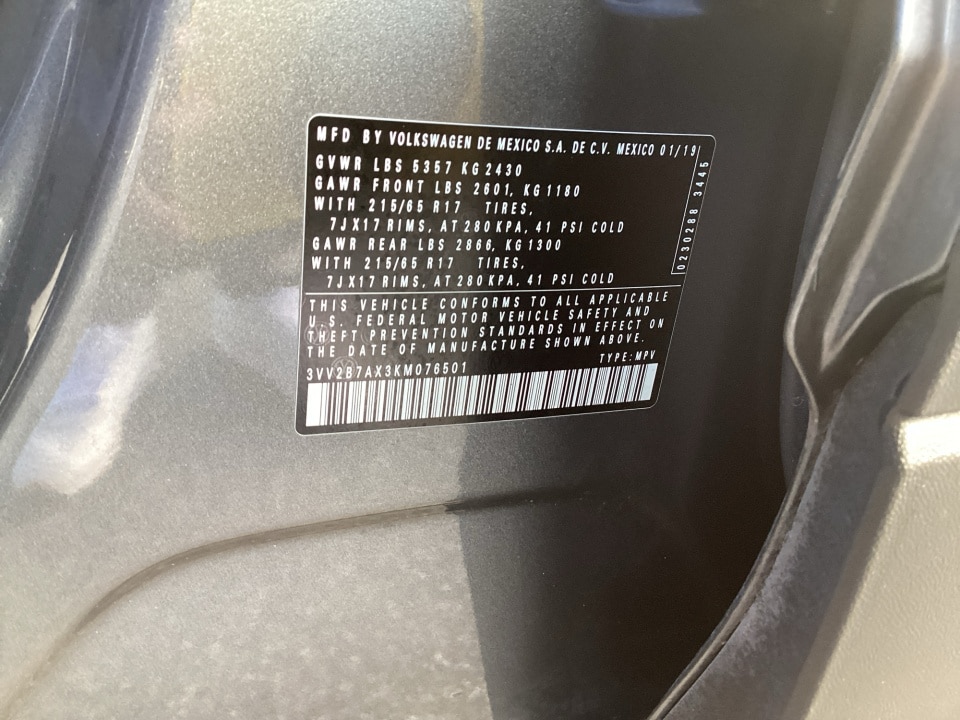 MFD BY VOLKSWAGEN DE MEXICO S.A. DE C.V. MEXICO 01/19
GVWR LBS 5357 KG 2430
GAWR FRONT LBS 2601, KG 1180
WITH 215/65 R17 TIRES,
7JX17 RIMS, AT 280 KPA, 41 PSI COLD
GAWR REAR LBS 2866, KG 1300
WITH 215/65 R17 TIRES,
7JX17 RIMS, AT 280 KPA, 41 PSI COLD
0230288 3445
THIS VEHICLE CONFORMS TO ALL APPLICABLE
U.S. FEDERAL MOTOR VEHICLE SAFETY AND
THEFT PREVENTION STANDARDS IN EFFECT ON
THE DATE OF MANUFACTURE SHOWN ABOVE.
3VV2B7AX3KM076501 TYPE: MPV